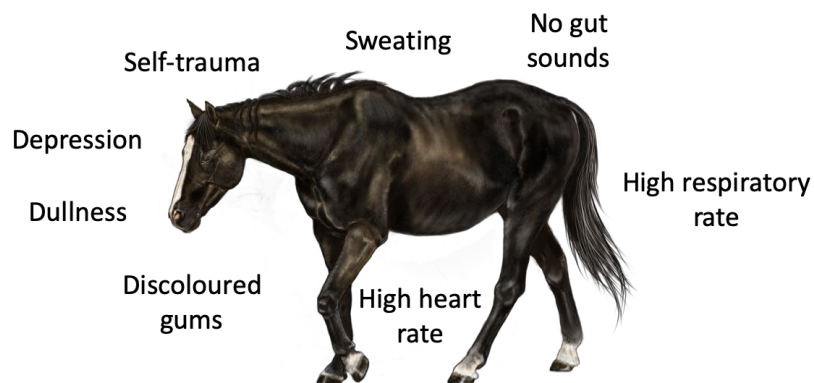 No gut
sounds
Sweating
Self-trauma
Depression
High respiratory
rate
Dullness
Discoloured
gums
High heart
rate